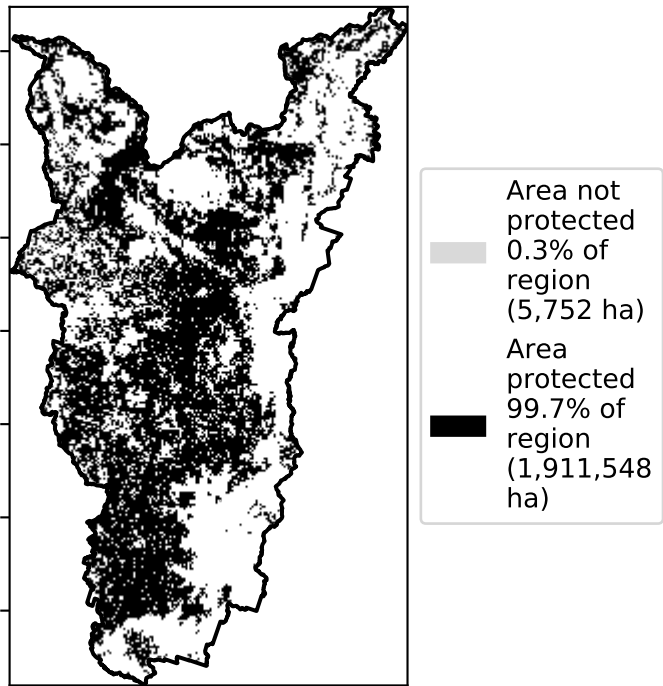 Area not
protected
0.3% of
region
(5,752 ha)
Area
protected
99.7% of
region
(1,911,548
ha)